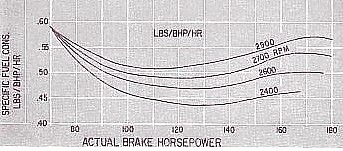 .60
LBS/BHP/HR
2900
2700 RPM
2600
2400
.50
.45
.40
SPECIFIC FUEL CONS.
LBS/BHP/HR
80
100
120
140
160
180
ACTUAL BRAKE HORSEPOWER